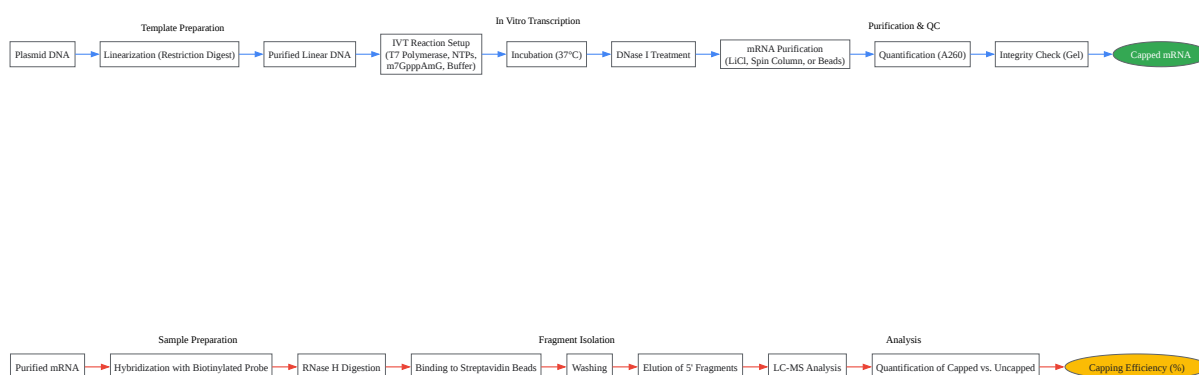 Template Preparation
In Vitro Transcription
Purification & QC
Plasmid DNA
Linearization (Restriction Digest)
Purified Linear DNA
IVT Reaction Setup
(T7 Polymerase, NTPs,
m7GpppAmG, Buffer)
Incubation (37°C)
DNase I Treatment
mRNA Purification
(LiCl, Spin Column, or Beads)
Quantification (A260)
Integrity Check (Gel)
Capped mRNA
Sample Preparation
Fragment Isolation
Analysis
Purified mRNA
Hybridization with Biotinylated Probe
RNase H Digestion
Binding to Streptavidin Beads
Washing
Elution of 5' Fragments
LC-MS Analysis
Quantification of Capped vs. Uncapped
Capping Efficiency (%)